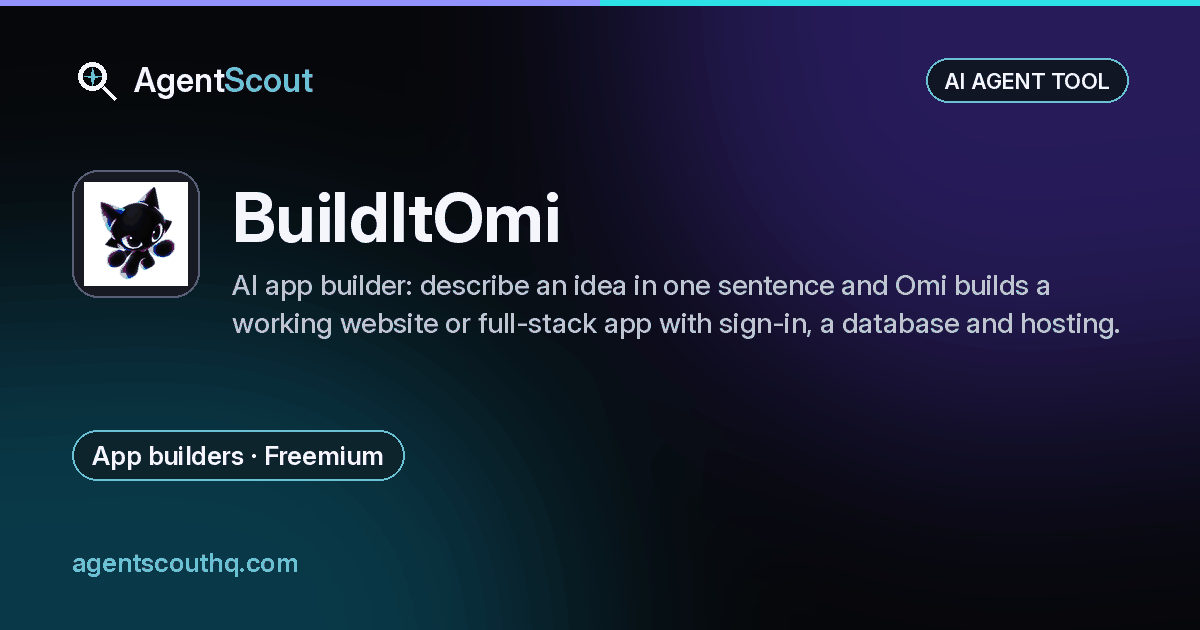 AgentScout
AI AGENT TOOL
BuildItOmi
AI app builder: describe an idea in one sentence and Omi builds a
working website or full-stack app with sign-in, a database and hosting.
App builders · Freemium
agentscouthq.com